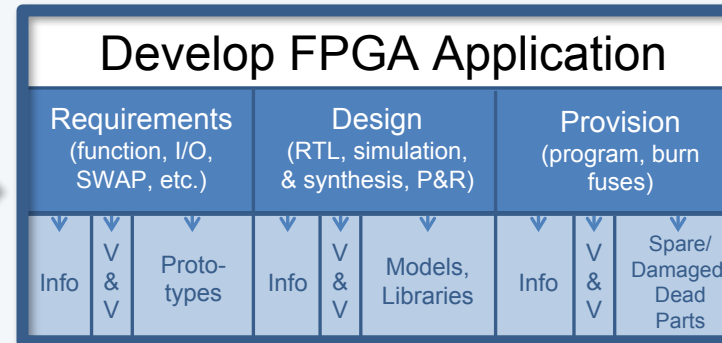 Develop FPGA Application
Requirements
(function, I/O,
SWAP, etc.)
Design
(RTL, simulation,
& synthesis, P&R)
Provision
(program, burn
fuses)
Info
V
&
V
Proto-
types
Info
V
&
V
Models,
Libraries
Info
V
&
V
Spare/
Damaged
Dead
Parts